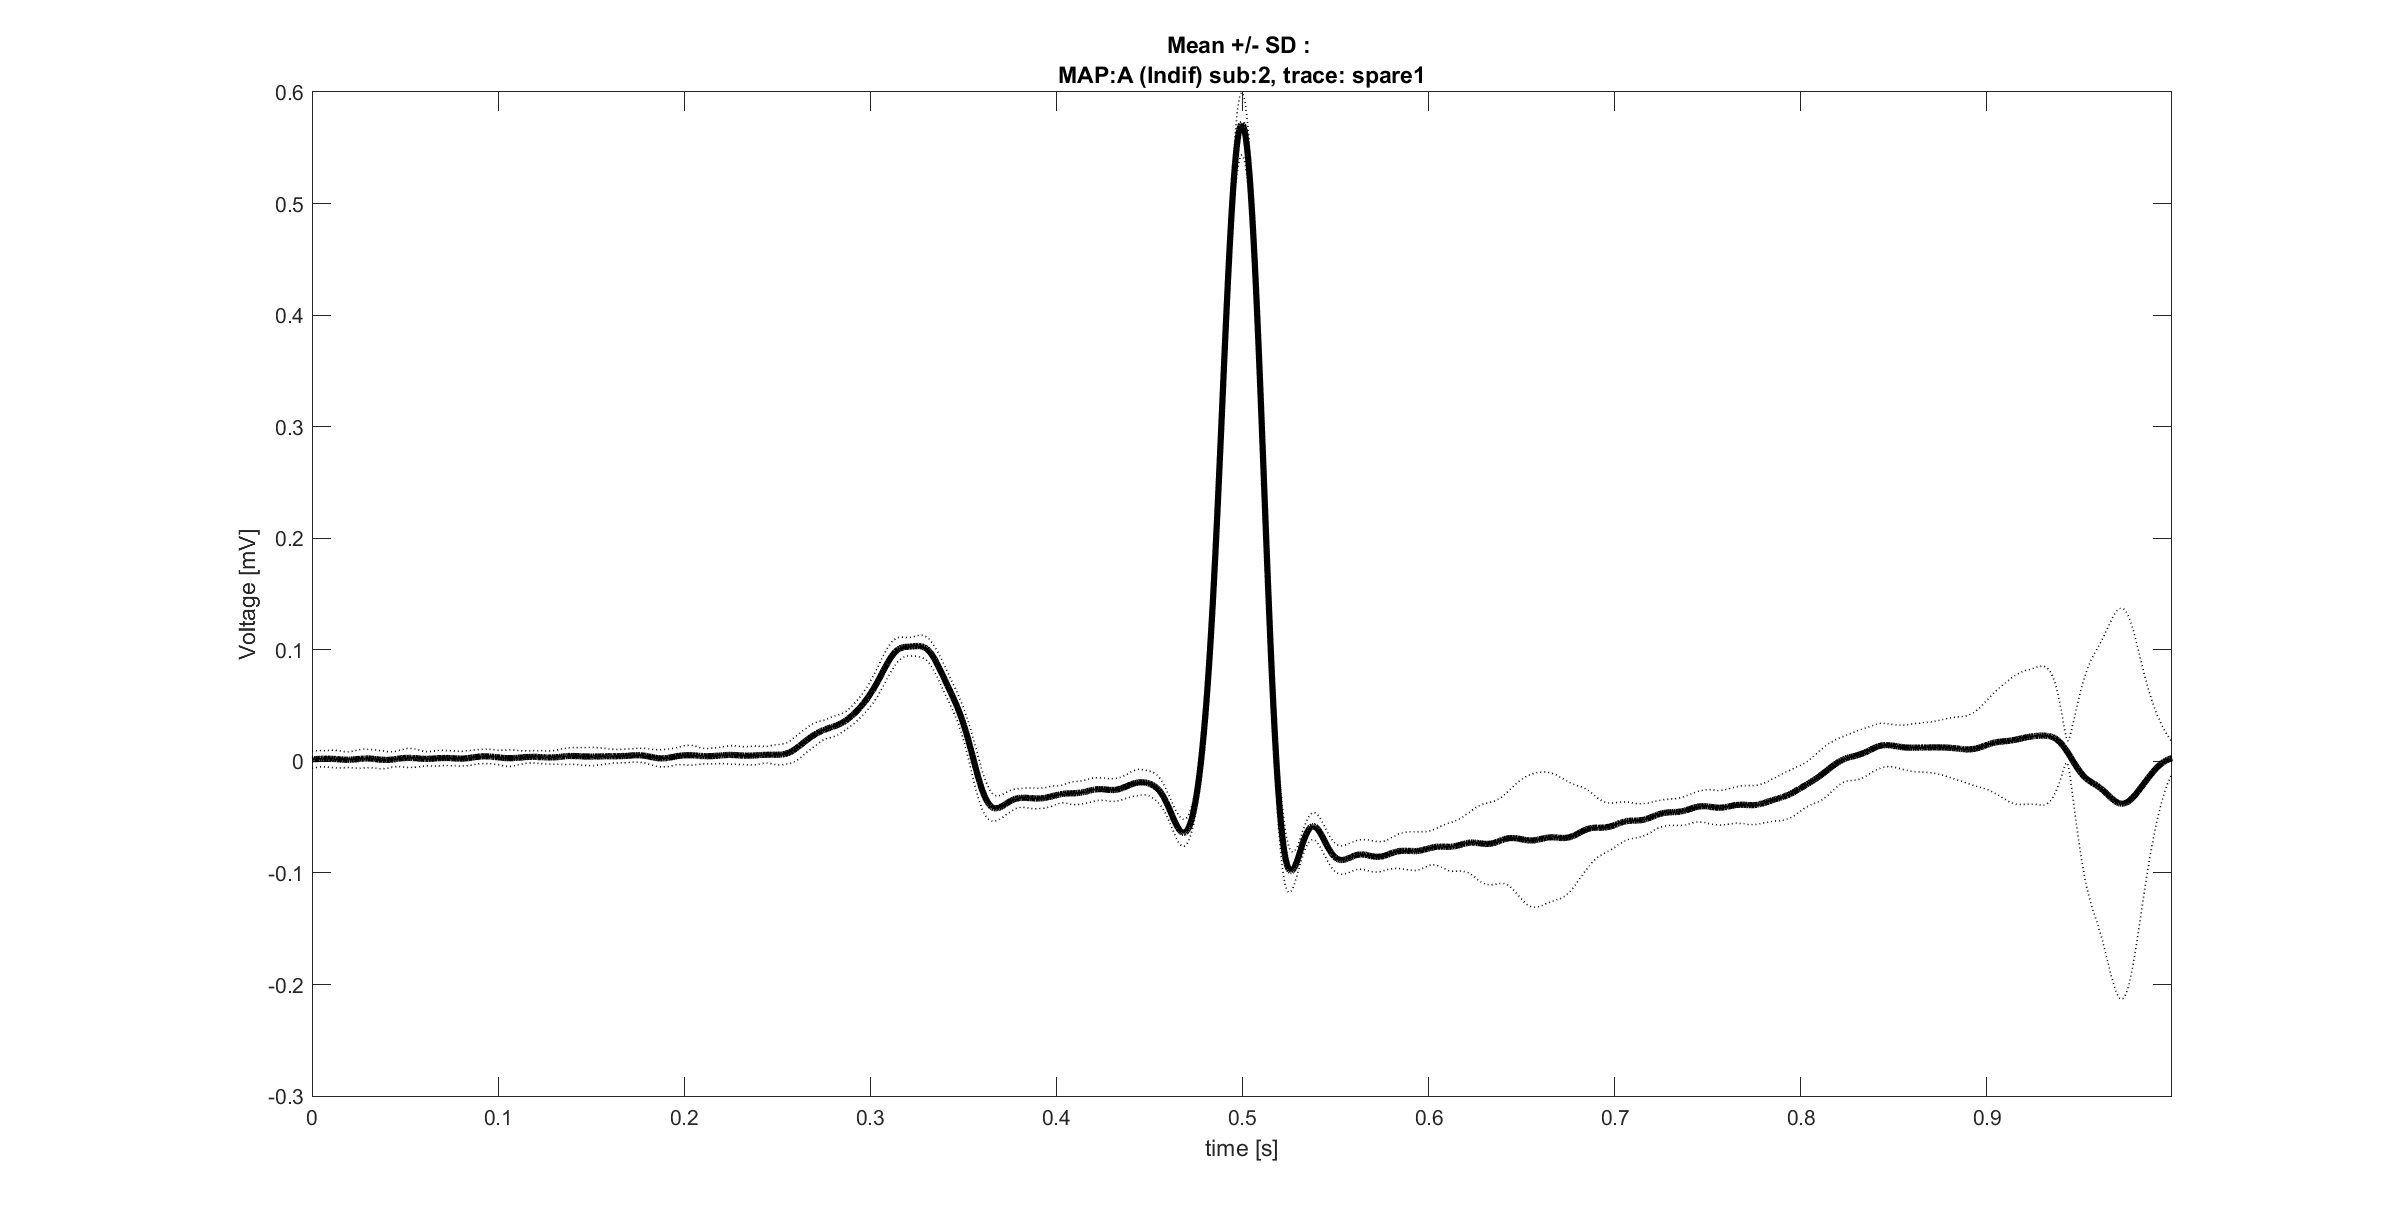 Mean +/- SD :
MAP:A (Indif) sub:2, trace: spare1
0.6
0.5
0.4
0.3
0.2
0.1
0
-0.1
-0.2
-0.3
Voltage [mV]
0 0.1 0.2 0.3 0.4 0.5 0.6 0.7 0.8 0.9
time [s]